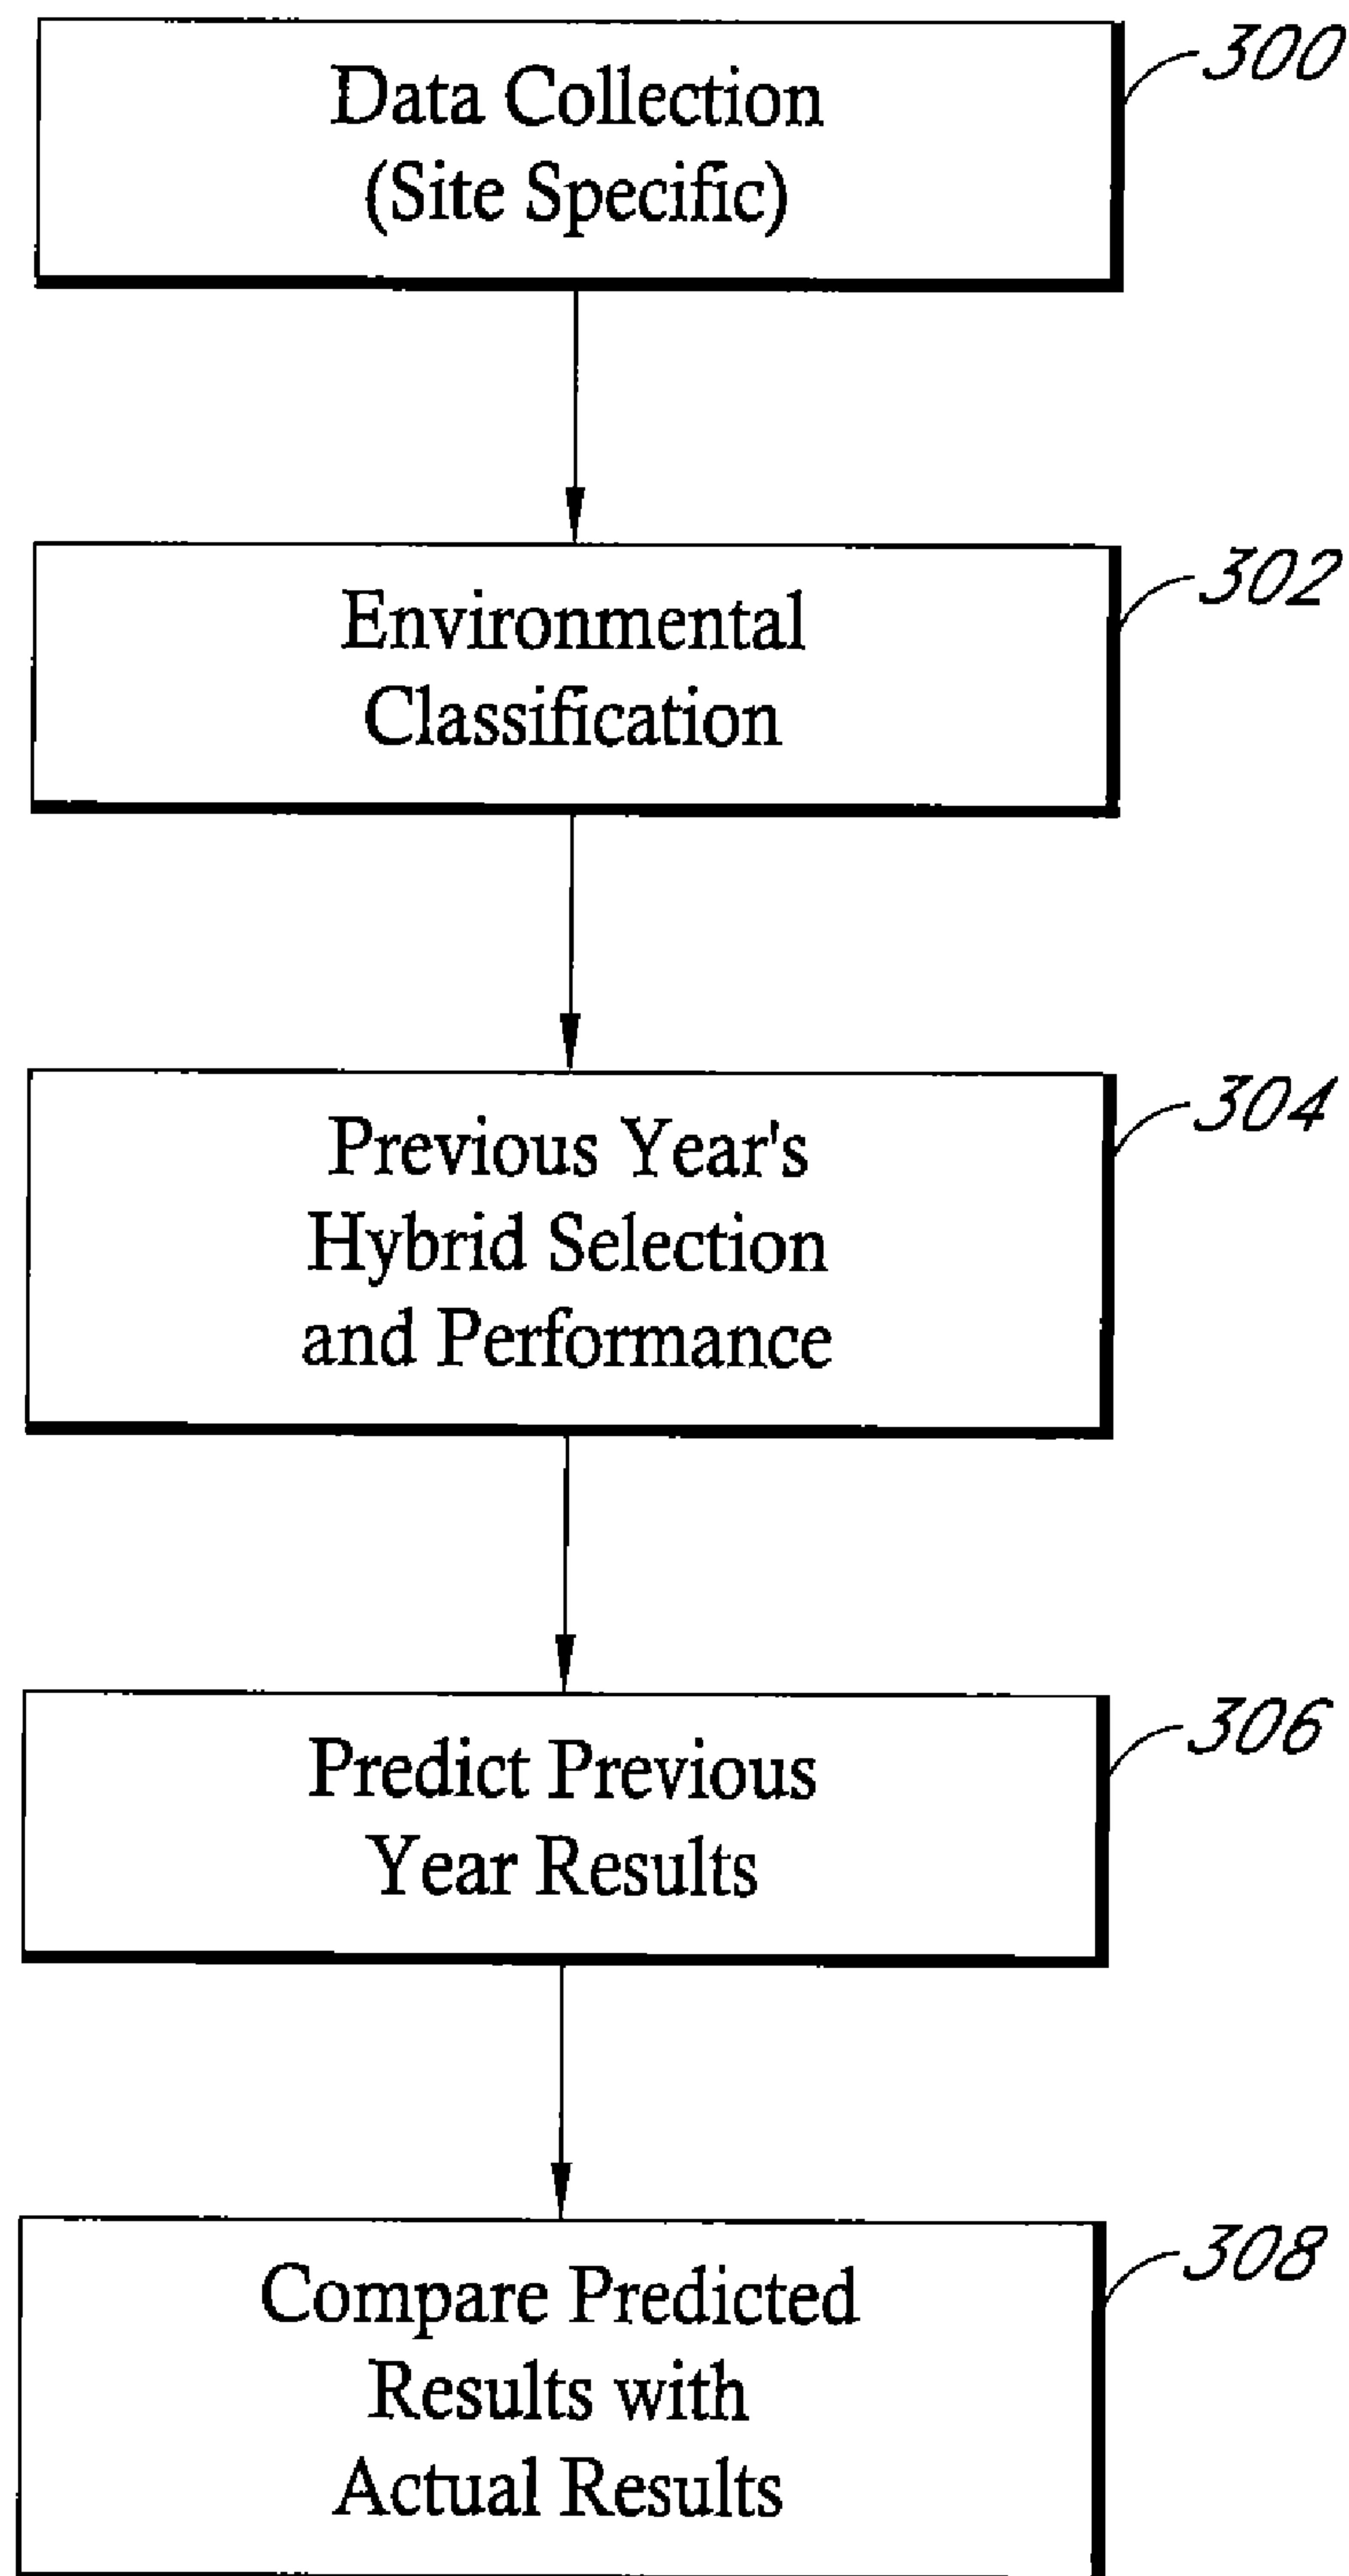 Data Collection
(Site Specific)
300
Environmental
Classification
302
Previous Year's
Hybrid Selection
and Performance
304
Predict Previous
Year Results
306
Compare Predicted
Results with
Actual Results
308